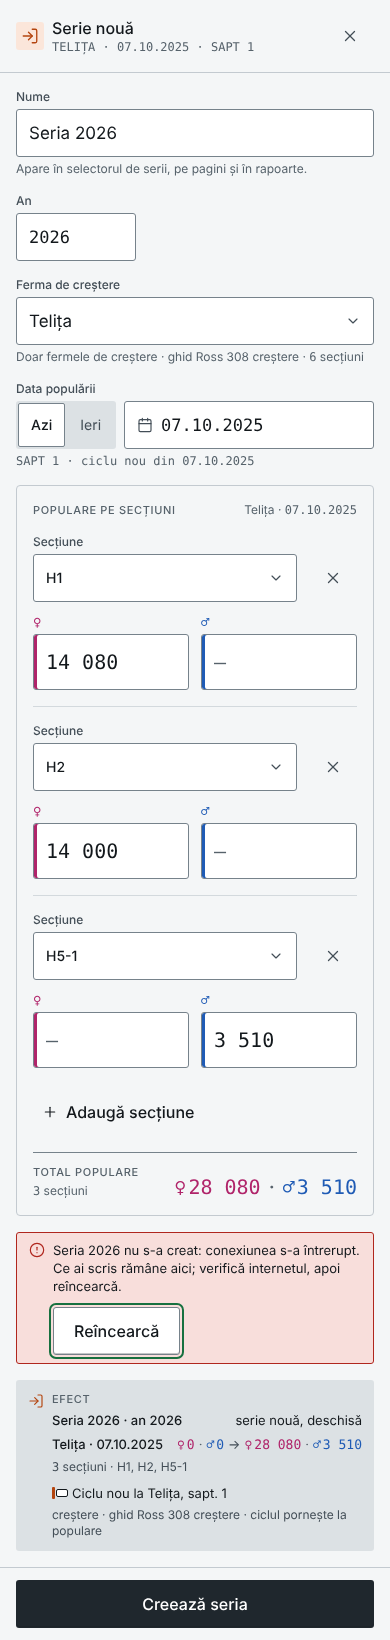 Serie nouă
TELIȚA · 07.10.2025 · SAPT 1
Nume
Seria 2026
Apare în selectorul de serii, pe pagini și în rapoarte.
An
2026
Ferma de creștere
Telița
Doar fermele de creștere · ghid Ross 308 creștere · 6 secțiuni
Data populării
Azi Ieri 07.10.2025
SAPT 1 · ciclu nou din 07.10.2025
POPULARE PE SECȚIUNI Telița · 07.10.2025
Secțiune
H1
♀ ♂
14 080 —
Secțiune
H2
♀ ♂
14 000 —
Secțiune
H5-1
♀ ♂
— 3 510
+ Adaugă secțiune
TOTAL POPULARE
3 secțiuni ♀28 080 · ♂3 510
Seria 2026 nu s-a creat: conexiunea s-a întrerupt.
Ce ai scris rămâne aici; verifică internetul, apoi
reîncearcă.
Reîncearcă
EFECT
Seria 2026 · an 2026 serie nouă, deschisă
Telița · 07.10.2025 ♀0 · ♂0 → ♀28 080 · ♂3 510
3 secțiuni · H1, H2, H5-1
Ciclu nou la Telița, sapt. 1
creștere · ghid Ross 308 creștere · ciclul pornește la
populare
Creează seria